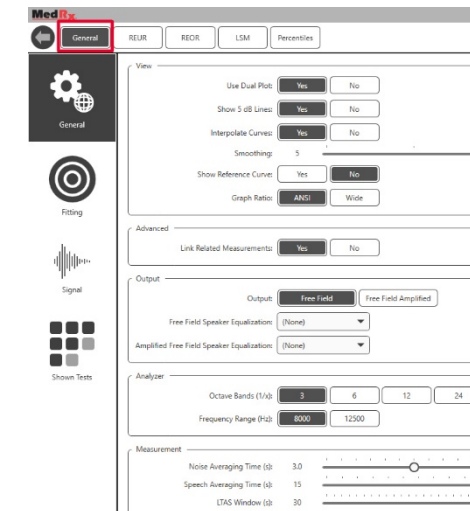 MedRx
General REUR REOR LSM Percentiles
General
Fitting
Signal
Shown Tests
View
Use Dual Plot: Yes No
Show 5 dB Lines: Yes No
Interpolate Curves: Yes No
Smoothing: 5
Show Reference Curve: Yes No
Graph Ratio: ANSI Wide
Advanced
Link Related Measurements: Yes No
Output
Output: Free Field Free Field Amplified
Free Field Speaker Equalization: (None)
Amplified Free Field Speaker Equalization: (None)
Analyzer
Octave Bands (1/x): 3 6 12 24
Frequency Range (Hz): 8000 12500
Measurement
Noise Averaging Time (s): 3.0
Speech Averaging Time (s): 15
LTAS Window (s): 30